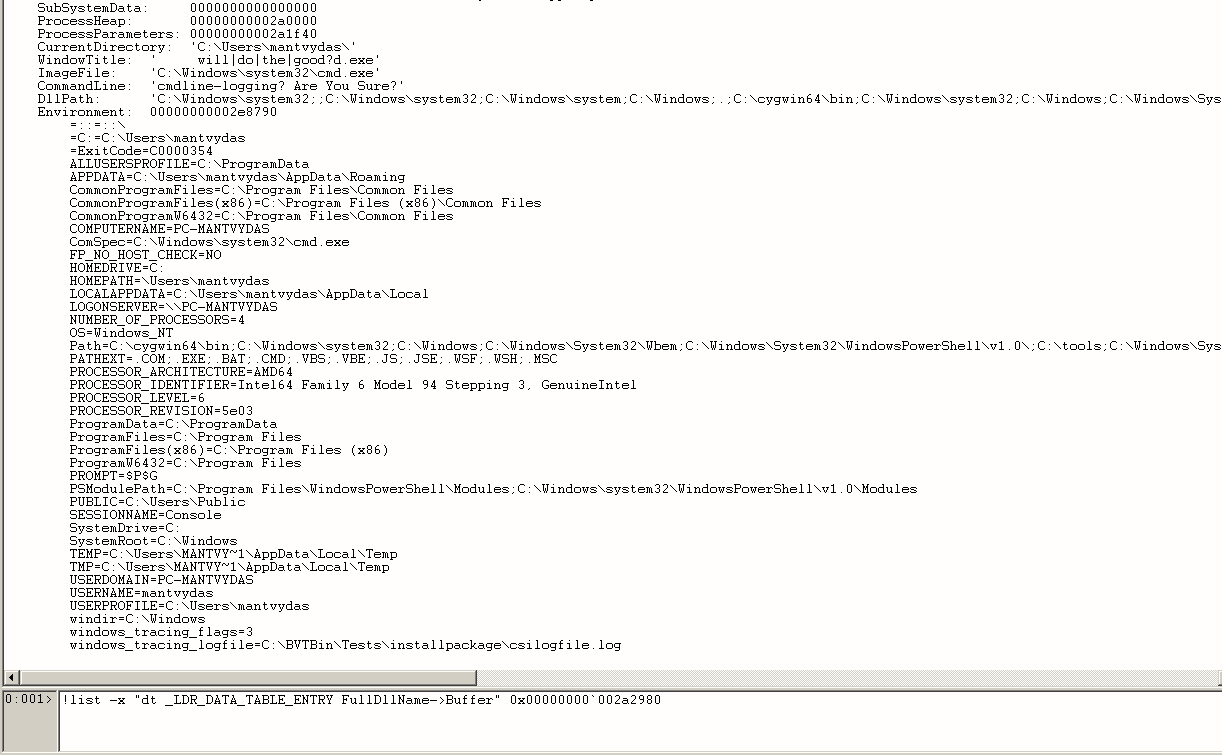 SubSystemData:     0000000000000000
ProcessHeap:       00000000002a0000
ProcessParameters: 00000000002a1f40
CurrentDirectory:  'C:\Users\mantvydas\'
WindowTitle:  '     will|do|the|good?d.exe'
ImageFile:    'C:\Windows\system32\cmd.exe'
CommandLine:  'cmdline-logging? Are You Sure?'
DllPath:      'C:\Windows\system32;;C:\Windows\system32;C:\Windows\system;C:\Windows;.;C:\cygwin64\bin;C:\Windows\system32;C:\Windows;C:\Windows\Sys
Environment:  00000000002e8790
=::=::\
=C:=C:\Users\mantvydas
=ExitCode=C0000354
ALLUSERSPROFILE=C:\ProgramData
APPDATA=C:\Users\mantvydas\AppData\Roaming
CommonProgramFiles=C:\Program Files\Common Files
CommonProgramFiles(x86)=C:\Program Files (x86)\Common Files
CommonProgramW6432=C:\Program Files\Common Files
COMPUTERNAME=PC-MANTVYDAS
ComSpec=C:\Windows\system32\cmd.exe
FP_NO_HOST_CHECK=NO
HOMEDRIVE=C:
HOMEPATH=\Users\mantvydas
LOCALAPPDATA=C:\Users\mantvydas\AppData\Local
LOGONSERVER=\\PC-MANTVYDAS
NUMBER_OF_PROCESSORS=4
OS=Windows_NT
Path=C:\cygwin64\bin;C:\Windows\system32;C:\Windows;C:\Windows\System32\Wbem;C:\Windows\System32\WindowsPowerShell\v1.0\;C:\tools;C:\Windows\Sys
PATHEXT=.COM;.EXE;.BAT;.CMD;.VBS;.VBE;.JS;.JSE;.WSF;.WSH;.MSC
PROCESSOR_ARCHITECTURE=AMD64
PROCESSOR_IDENTIFIER=Intel64 Family 6 Model 94 Stepping 3, GenuineIntel
PROCESSOR_LEVEL=6
PROCESSOR_REVISION=5e03
ProgramData=C:\ProgramData
ProgramFiles=C:\Program Files
ProgramFiles(x86)=C:\Program Files (x86)
ProgramW6432=C:\Program Files
PROMPT=$P$G
PSModulePath=C:\Program Files\WindowsPowerShell\Modules;C:\Windows\system32\WindowsPowerShell\v1.0\Modules
PUBLIC=C:\Users\Public
SESSIONNAME=Console
SystemDrive=C:
SystemRoot=C:\Windows
TEMP=C:\Users\MANTVY~1\AppData\Local\Temp
TMP=C:\Users\MANTVY~1\AppData\Local\Temp
USERDOMAIN=PC-MANTVYDAS
USERNAME=mantvydas
USERPROFILE=C:\Users\mantvydas
windir=C:\Windows
windows_tracing_flags=3
windows_tracing_logfile=C:\BVTBin\Tests\installpackage\csilogfile.log
0:001> !list -x "dt _LDR_DATA_TABLE_ENTRY FullDllName->Buffer" 0x00000000`002a2980